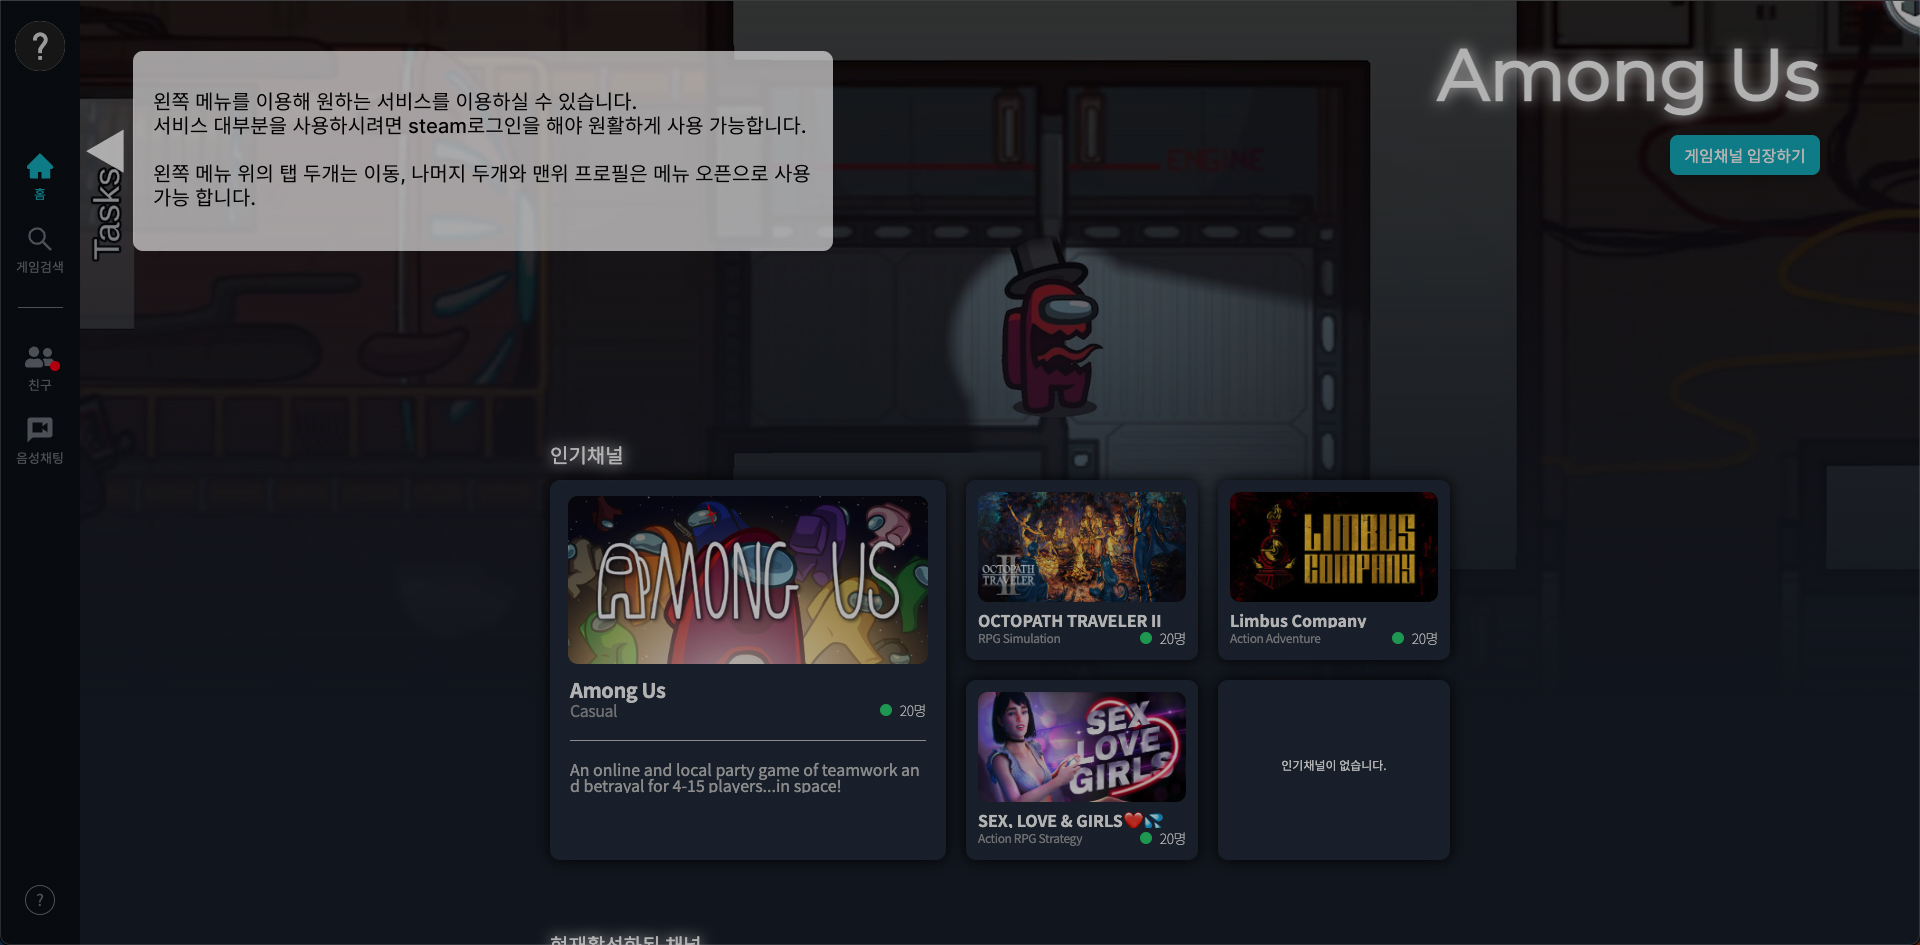 ?
홈
게임검색
친구
음성채팅
?
Tasks
왼쪽 메뉴를 이용해 원하는 서비스를 이용하실 수 있습니다.
서비스 대부분을 사용하시려면 steam로그인을 해야 원활하게 사용 가능합니다.
왼쪽 메뉴 위의 탭 두개는 이동, 나머지 두개와 맨위 프로필은 메뉴 오픈으로 사용
가능 합니다.
ENGINE
Among Us
게임채널 입장하기
인기채널
AMONG US
Among Us
Casual
20명
An online and local party game of teamwork an
d betrayal for 4-15 players...in space!
OCTOPATH
TRAVELER
II
OCTOPATH TRAVELER II
RPG Simulation
20명
LIMBUS
COMPANY
Limbus Company
Action Adventure
20명
SEX
LOVE
GIRLS
SEX, LOVE & GIRLS❤️💦
Action RPG Strategy
20명
인기채널이 없습니다.
현재활성화된 채널